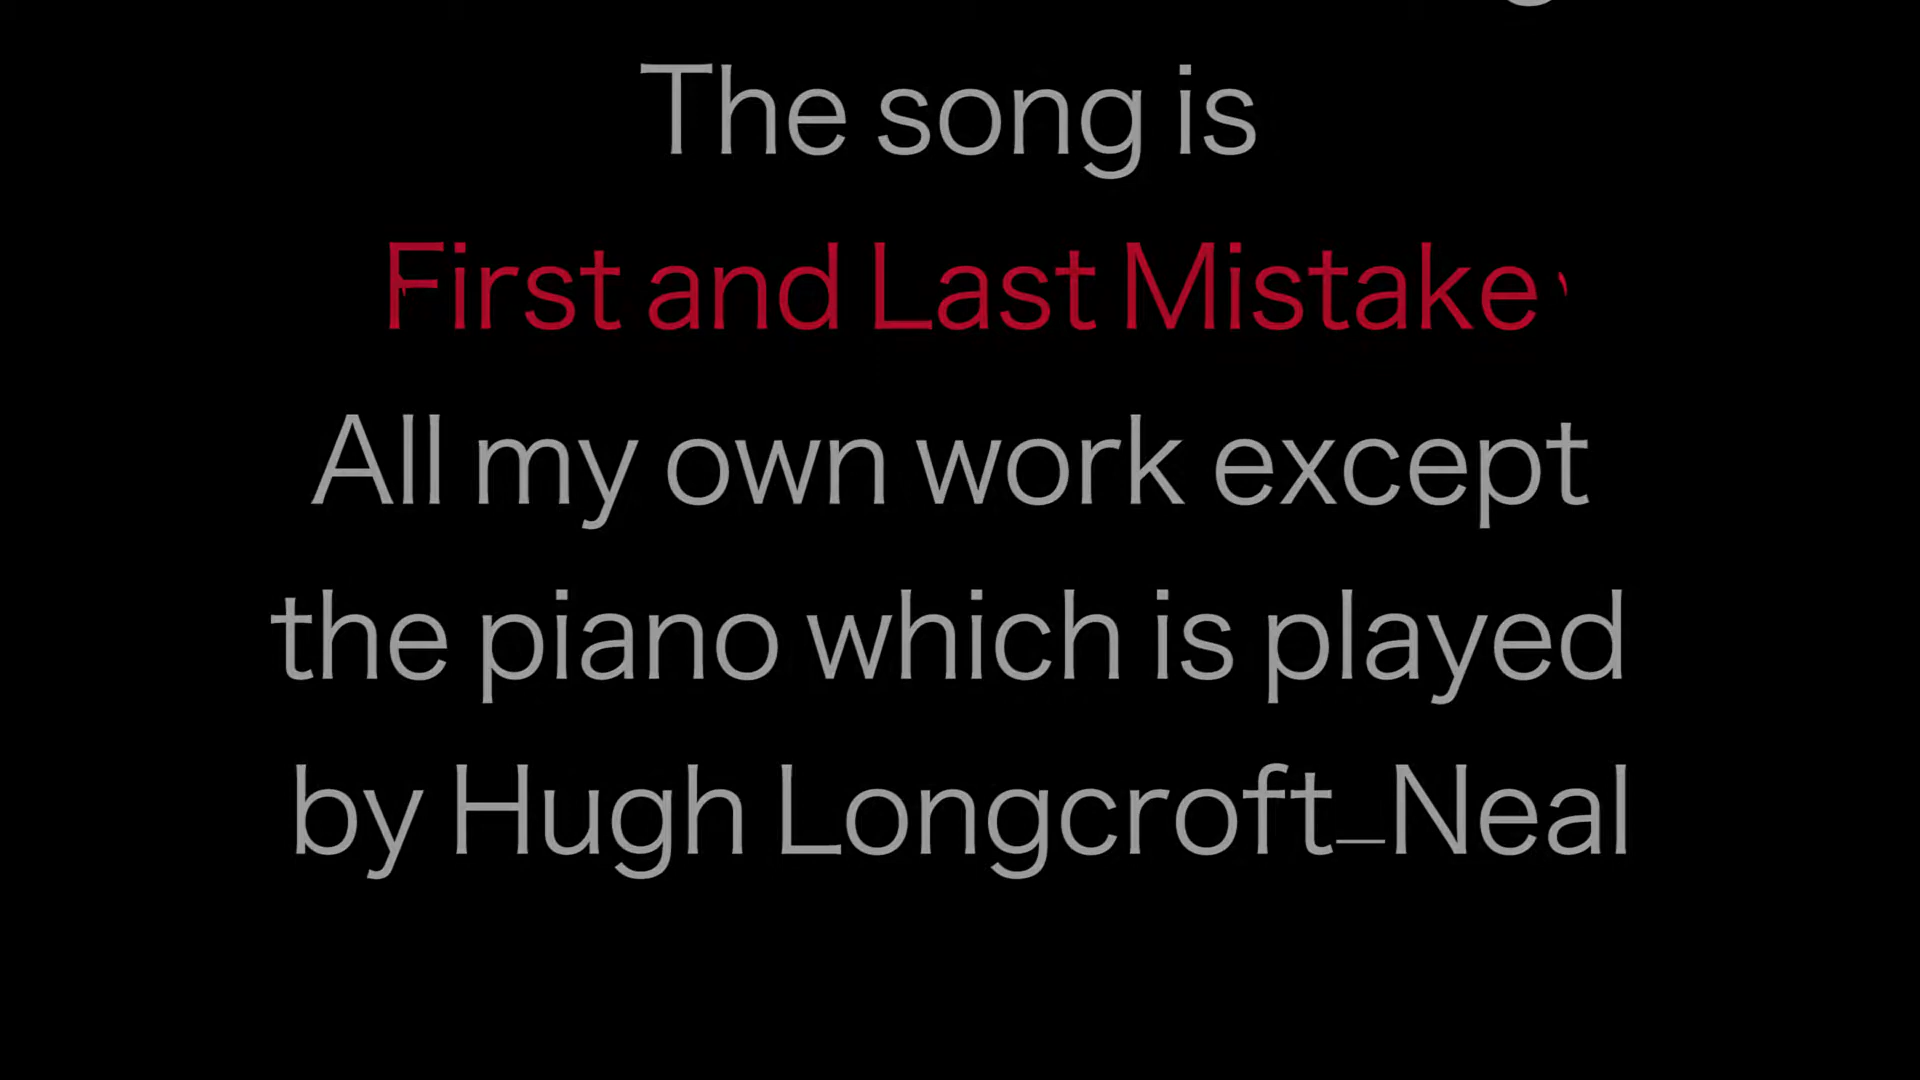 The song is
First and Last Mistake
All my own work except
the piano which is played
by Hugh Longcroft_Neal